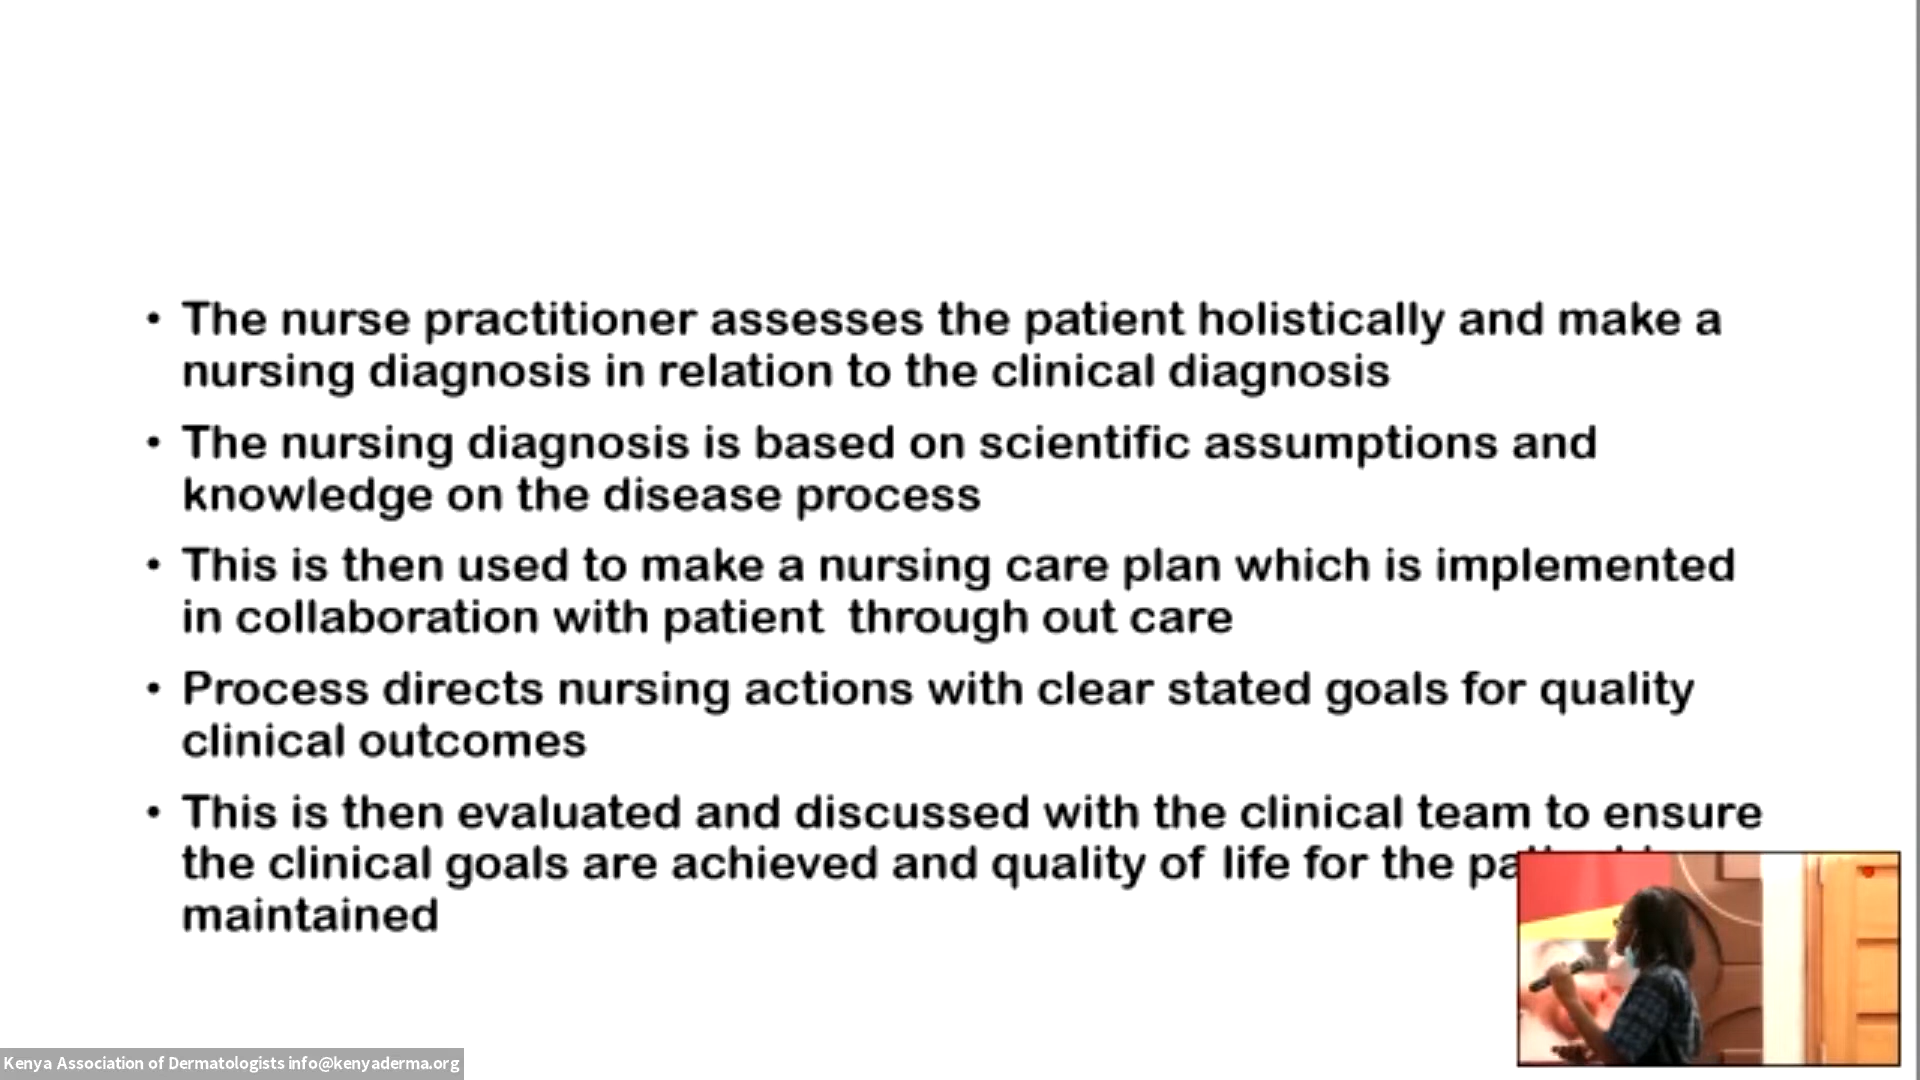 • The nurse practitioner assesses the patient holistically and make a
nursing diagnosis in relation to the clinical diagnosis
• The nursing diagnosis is based on scientific assumptions and
knowledge on the disease process
• This is then used to make a nursing care plan which is implemented
in collaboration with patient  through out care
• Process directs nursing actions with clear stated goals for quality
clinical outcomes
• This is then evaluated and discussed with the clinical team to ensure
the clinical goals are achieved and quality of life for the
maintained
Kenya Association of Dermatologists info@kenyaderma.org